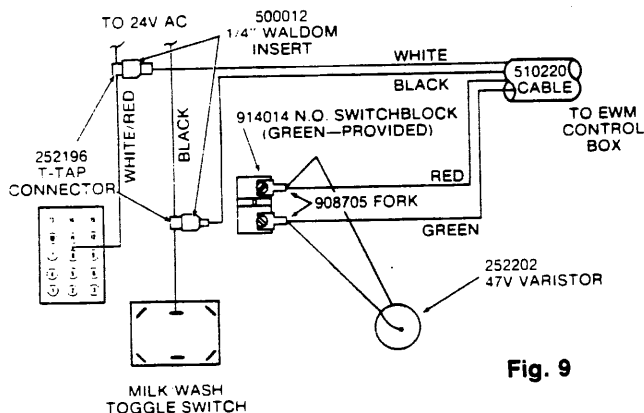 TO 24V AC
500012
1/4" WALDOM
INSERT
WHITE
BLACK
510220
CABLE
TO EWM
CONTROL
BOX
WHITE/RED
BLACK
914014 N.O. SWITCHBLOCK
(GREEN—PROVIDED)
252196
T-TAP
CONNECTOR
RED
908705 FORK
GREEN
252202
47V VARISTOR
MILK WASH
TOGGLE SWITCH
Fig. 9